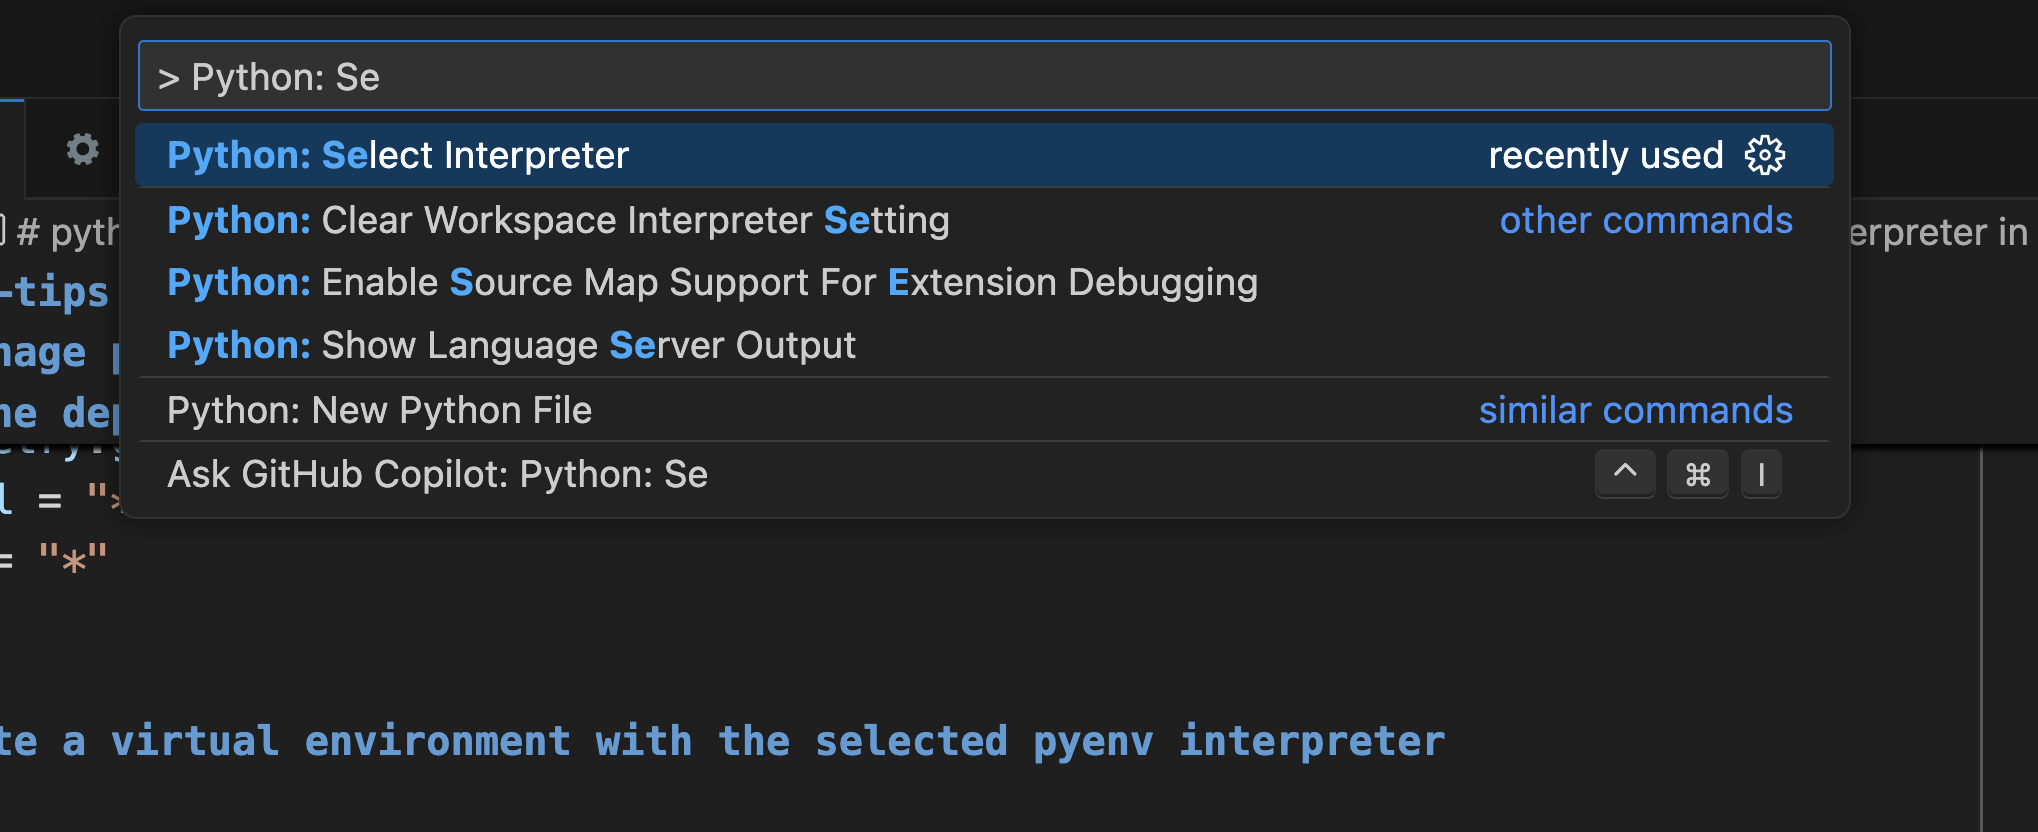 > Python: Se
Python: Select Interpreter recently used
# pyth
Python: Clear Workspace Interpreter Setting other commands
erpreter in
-tips
Python: Enable Source Map Support For Extension Debugging
nage
Python: Show Language Server Output
ne dep
Python: New Python File similar commands
Ask GitHub Copilot: Python: Se ^ ⌘ I
l = "*
= "*"
te a virtual environment with the selected pyenv interpreter